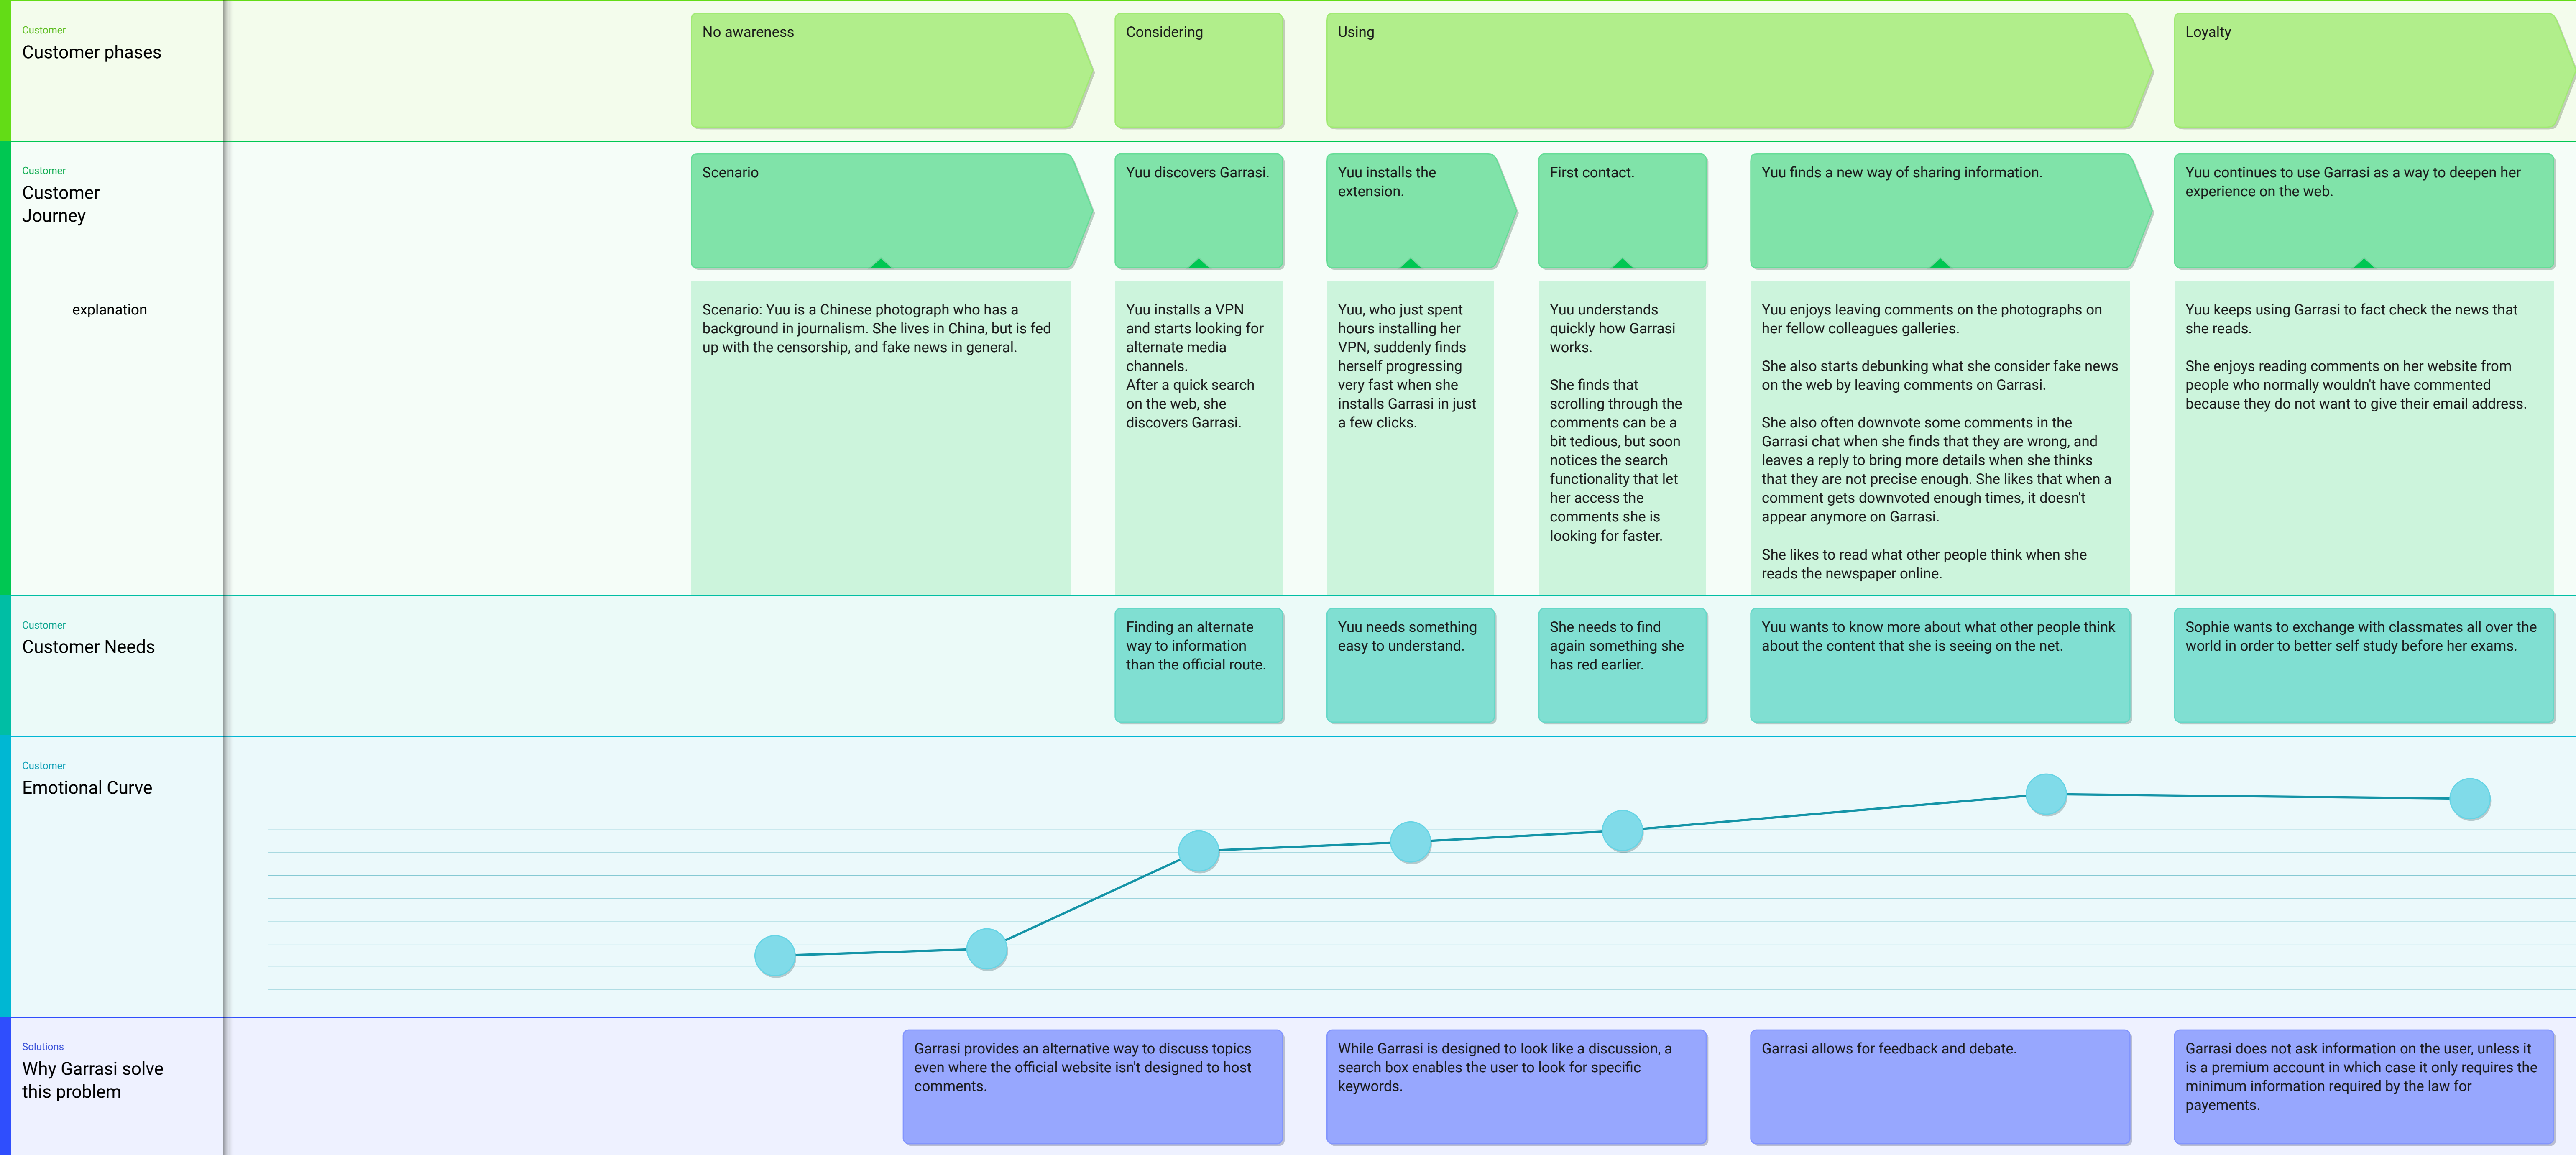 Customer
Customer phases
No awareness
Considering
Using
Loyalty
Customer
Customer
Journey
Scenario
Yuu discovers Garrasi.
Yuu installs the
extension.
First contact.
Yuu finds a new way of sharing information.
Yuu continues to use Garrasi as a way to deepen her
experience on the web.
explanation
Scenario: Yuu is a Chinese photograph who has a
background in journalism. She lives in China, but is fed
up with the censorship, and fake news in general.
Yuu installs a VPN
and starts looking for
alternate media
channels.
After a quick search
on the web, she
discovers Garrasi.
Yuu, who just spent
hours installing her
VPN, suddenly finds
herself progressing
very fast when she
installs Garrasi in just
a few clicks.
Yuu understands
quickly how Garrasi
works.
She finds that
scrolling through the
comments can be a
bit tedious, but soon
notices the search
functionality that let
her access the
comments she is
looking for faster.
Yuu enjoys leaving comments on the photographs on
her fellow colleagues galleries.
She also starts debunking what she consider fake news
on the web by leaving comments on Garrasi.
She also often downvote some comments in the
Garrasi chat when she finds that they are wrong, and
leaves a reply to bring more details when she thinks
that they are not precise enough. She likes that when a
comment gets downvoted enough times, it doesn't
appear anymore on Garrasi.
She likes to read what other people think when she
reads the newspaper online.
Yuu keeps using Garrasi to fact check the news that
she reads.
She enjoys reading comments on her website from
people who normally wouldn't have commented
because they do not want to give their email address.
Customer
Customer Needs
Finding an alternate
way to information
than the official route.
Yuu needs something
easy to understand.
She needs to find
again something she
has red earlier.
Yuu wants to know more about what other people think
about the content that she is seeing on the net.
Sophie wants to exchange with classmates all over the
world in order to better self study before her exams.
Customer
Emotional Curve
Solutions
Why Garrasi solve
this problem
Garrasi provides an alternative way to discuss topics
even where the official website isn't designed to host
comments.
While Garrasi is designed to look like a discussion, a
search box enables the user to look for specific
keywords.
Garrasi allows for feedback and debate.
Garrasi does not ask information on the user, unless it
is a premium account in which case it only requires the
minimum information required by the law for
payements.